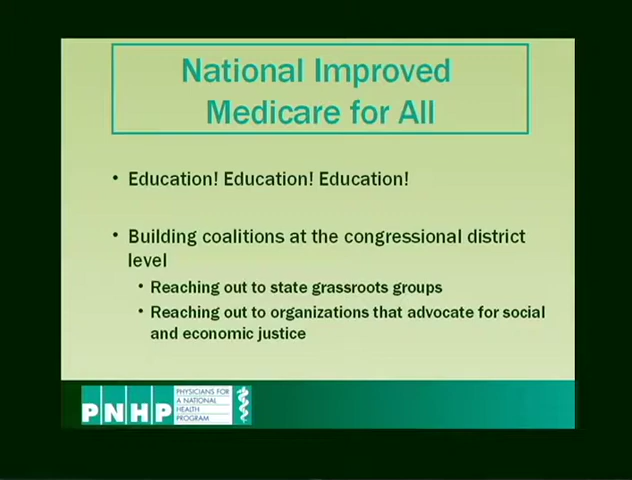 National Improved
Medicare for All
• Education! Education! Education!
• Building coalitions at the congressional district
level
• Reaching out to state grassroots groups
• Reaching out to organizations that advocate for social
and economic justice
PNHP
PHYSICIANS FOR
A NATIONAL
HEALTH
PROGRAM